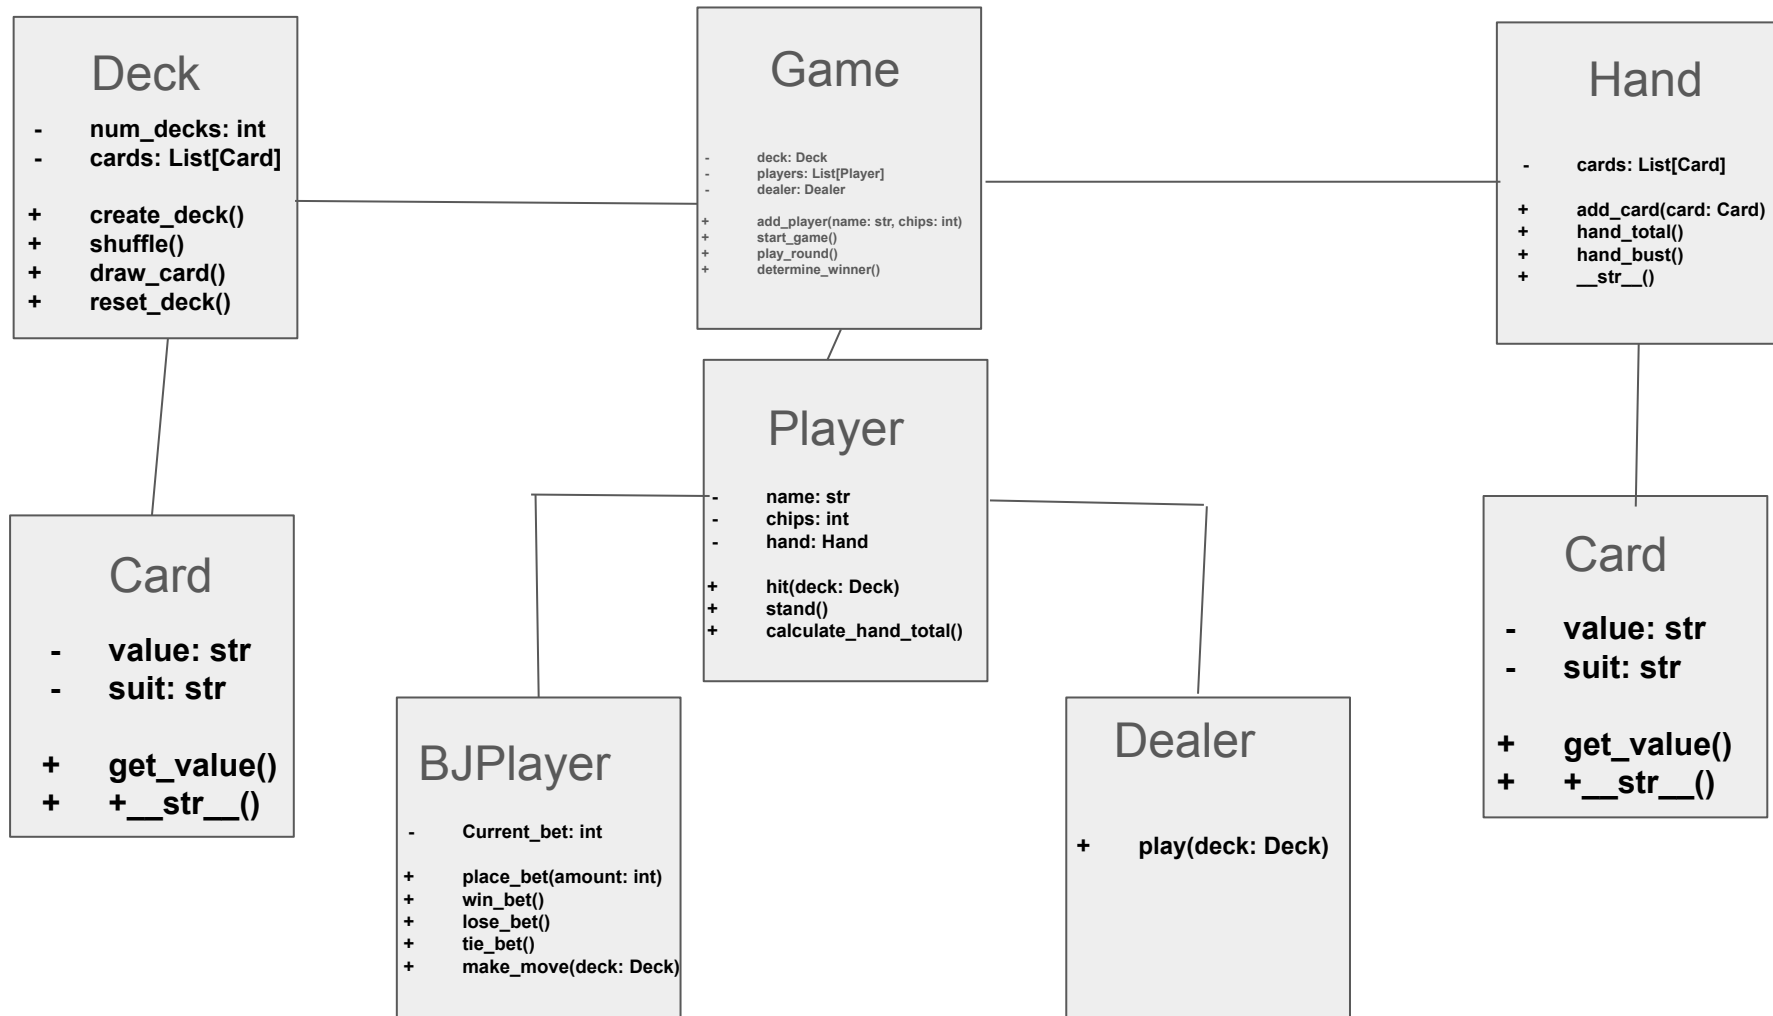 Deck
- num_decks: int
- cards: List[Card]
+ create_deck()
+ shuffle()
+ draw_card()
+ reset_deck()
Game
- deck: Deck
- players: List[Player]
- dealer: Dealer
+ add_player(name: str, chips: int)
+ start_game()
+ play_round()
+ determine_winner()
Hand
- cards: List[Card]
+ add_card(card: Card)
+ hand_total()
+ hand_bust()
+ __str__()
Player
- name: str
- chips: int
- hand: Hand
+ hit(deck: Deck)
+ stand()
+ calculate_hand_total()
Card
- value: str
- suit: str
+ get_value()
+ +__str__()
Card
- value: str
- suit: str
+ get_value()
+ +__str__()
BJPlayer
- Current_bet: int
+ place_bet(amount: int)
+ win_bet()
+ lose_bet()
+ tie_bet()
+ make_move(deck: Deck)
Dealer
+ play(deck: Deck)